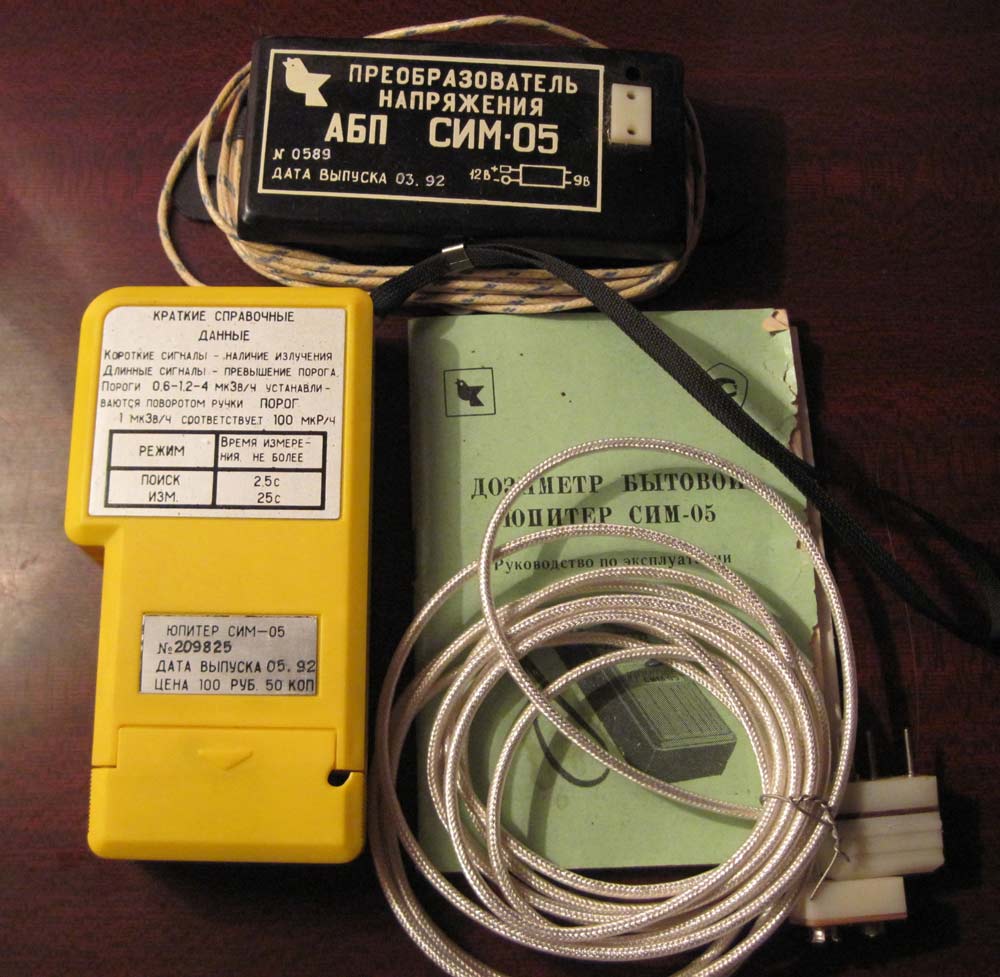 ПРЕОБРАЗОВАТЕЛЬ
НАПРЯЖЕНИЯ
АБП СИМ-05
N 0589
ДАТА ВЫПУСКА 03.92
12В + - 9В
КРАТКИЕ СПРАВОЧНЫЕ
ДАННЫЕ
КОРОТКИЕ СИГНАЛЫ – НАЛИЧИЕ ИЗЛУЧЕНИЯ
ДЛИННЫЕ СИГНАЛЫ – ПРЕВЫШЕНИЕ ПОРОГА.
ПОРОГИ 0,6–1,2–4 МКЗВ/Ч УСТАНАВЛИ-
ВАЮТСЯ ПОВОРОТОМ РУЧКИ ПОРОГ.
1 МКЗВ/Ч СООТВЕТСТВУЕТ 100 МКР/Ч
РЕЖИМ ВРЕМЯ ИЗМЕРЕ-
НИЯ, НЕ БОЛЕЕ
ПОИСК 2,5с
ИЗМ. 25с
ЮПИТЕР СИМ—05
№209825
ДАТА ВЫПУСКА 05.92
ЦЕНА 100 РУБ. 50 КОП
ДОЗИМЕТР БЫТОВОЙ
ЮПИТЕР СИМ-05
Руководство по эксплуатации